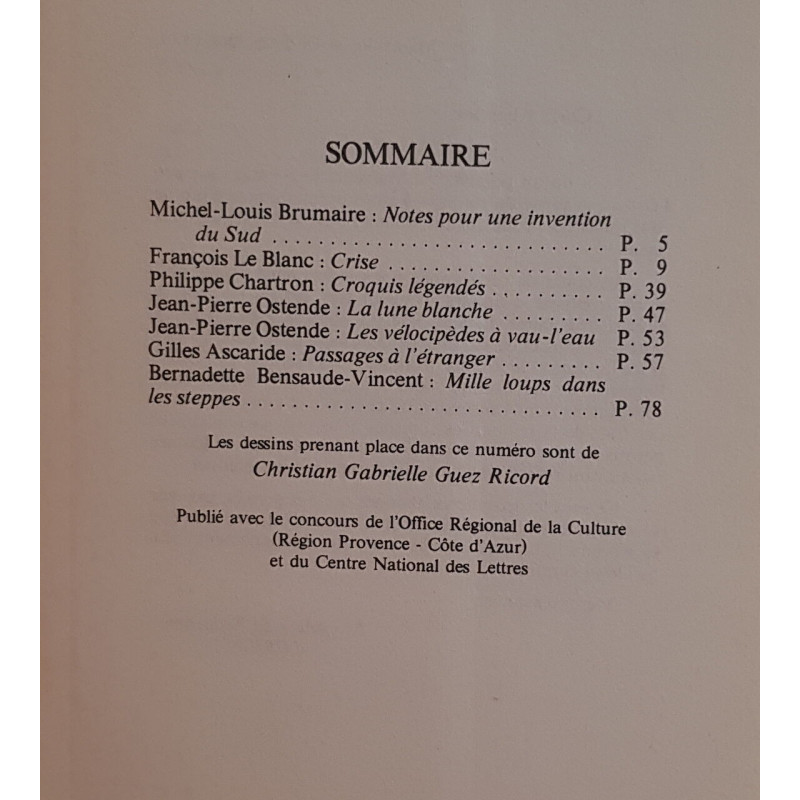 SOMMAIRE
Michel-Louis Brumaire : Notes pour une invention
du Sud .............................. P. 5
François Le Blanc : Crise .................... P. 9
Philippe Chartron : Croquis légendés .......... P. 39
Jean-Pierre Ostende : La lune blanche ......... P. 47
Jean-Pierre Ostende : Les vélocipèdes à vau-l'eau P. 53
Gilles Ascaride : Passages à l'étranger ......... P. 57
Bernadette Bensaude-Vincent : Mille loups dans
les steppes ................................ P. 78
Les dessins prenant place dans ce numéro sont de
Christian Gabrielle Guez Ricord
Publié avec le concours de l'Office Régional de la Culture
(Région Provence - Côte d'Azur)
et du Centre National des Lettres